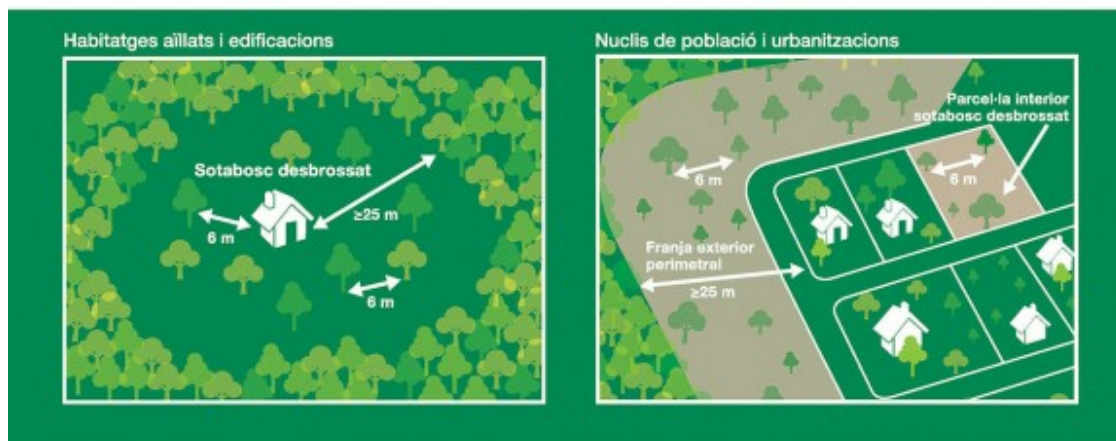 Habitatges aïllats i edificacions
Sotabosc desbrossat
≥25 m
6 m
6 m
Nuclis de població i urbanitzacions
Parcel·la interior
sotabosc desbrossat
6 m
6 m
Franja exterior
perimetral
≥25 m